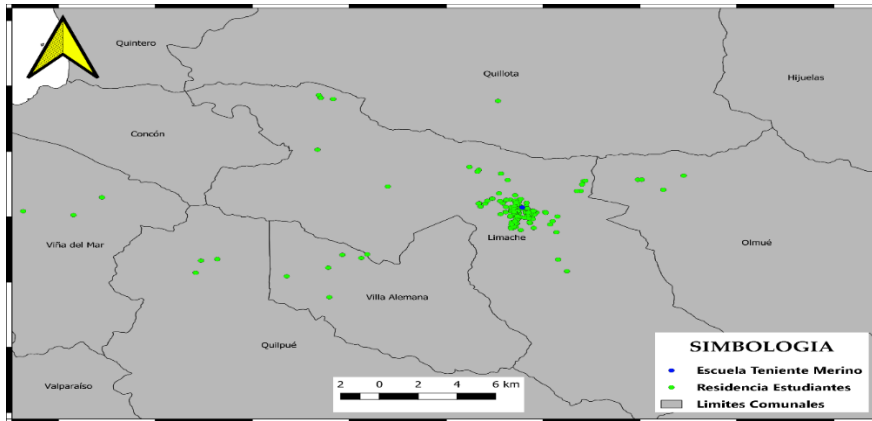 Quintero
Quillota
Hijuelas
Concón
Viña del Mar
Limache
Olmué
Villa Alemana
Quilpué
Valparaíso
2 0 2 4 6 km
SIMBOLOGIA
Escuela Teniente Merino
Residencia Estudiantes
Limites Comunales